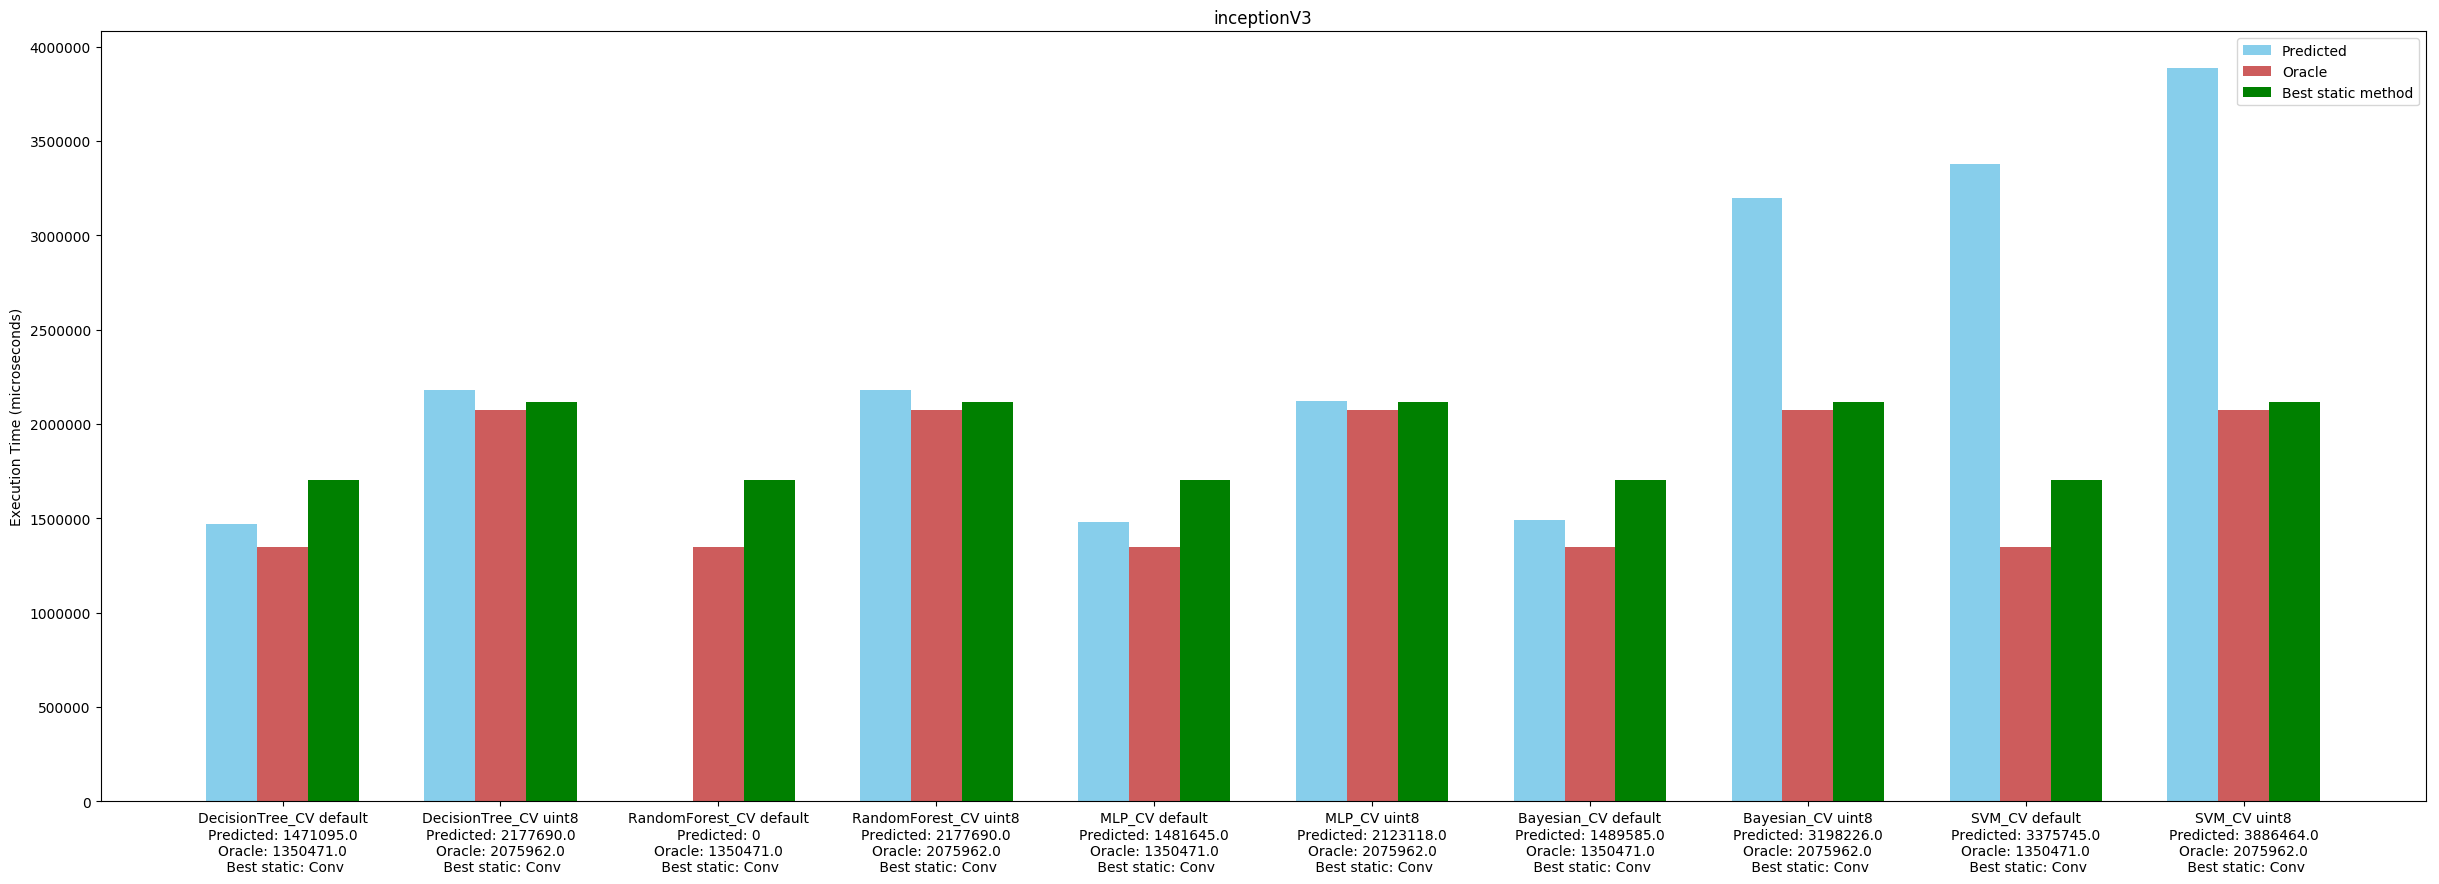 inceptionV3
Predicted
Oracle
Best static method
Execution Time (microseconds)
4000000
3500000
3000000
2500000
2000000
1500000
1000000
500000
0
DecisionTree_CV default
Predicted: 1471095.0
Oracle: 1350471.0
Best static: Conv
DecisionTree_CV uint8
Predicted: 2177690.0
Oracle: 2075962.0
Best static: Conv
RandomForest_CV default
Predicted: 0
Oracle: 1350471.0
Best static: Conv
RandomForest_CV uint8
Predicted: 2177690.0
Oracle: 2075962.0
Best static: Conv
MLP_CV default
Predicted: 1481645.0
Oracle: 1350471.0
Best static: Conv
MLP_CV uint8
Predicted: 2123118.0
Oracle: 2075962.0
Best static: Conv
Bayesian_CV default
Predicted: 1489585.0
Oracle: 1350471.0
Best static: Conv
Bayesian_CV uint8
Predicted: 3198226.0
Oracle: 2075962.0
Best static: Conv
SVM_CV default
Predicted: 3375745.0
Oracle: 1350471.0
Best static: Conv
SVM_CV uint8
Predicted: 3886464.0
Oracle: 2075962.0
Best static: Conv